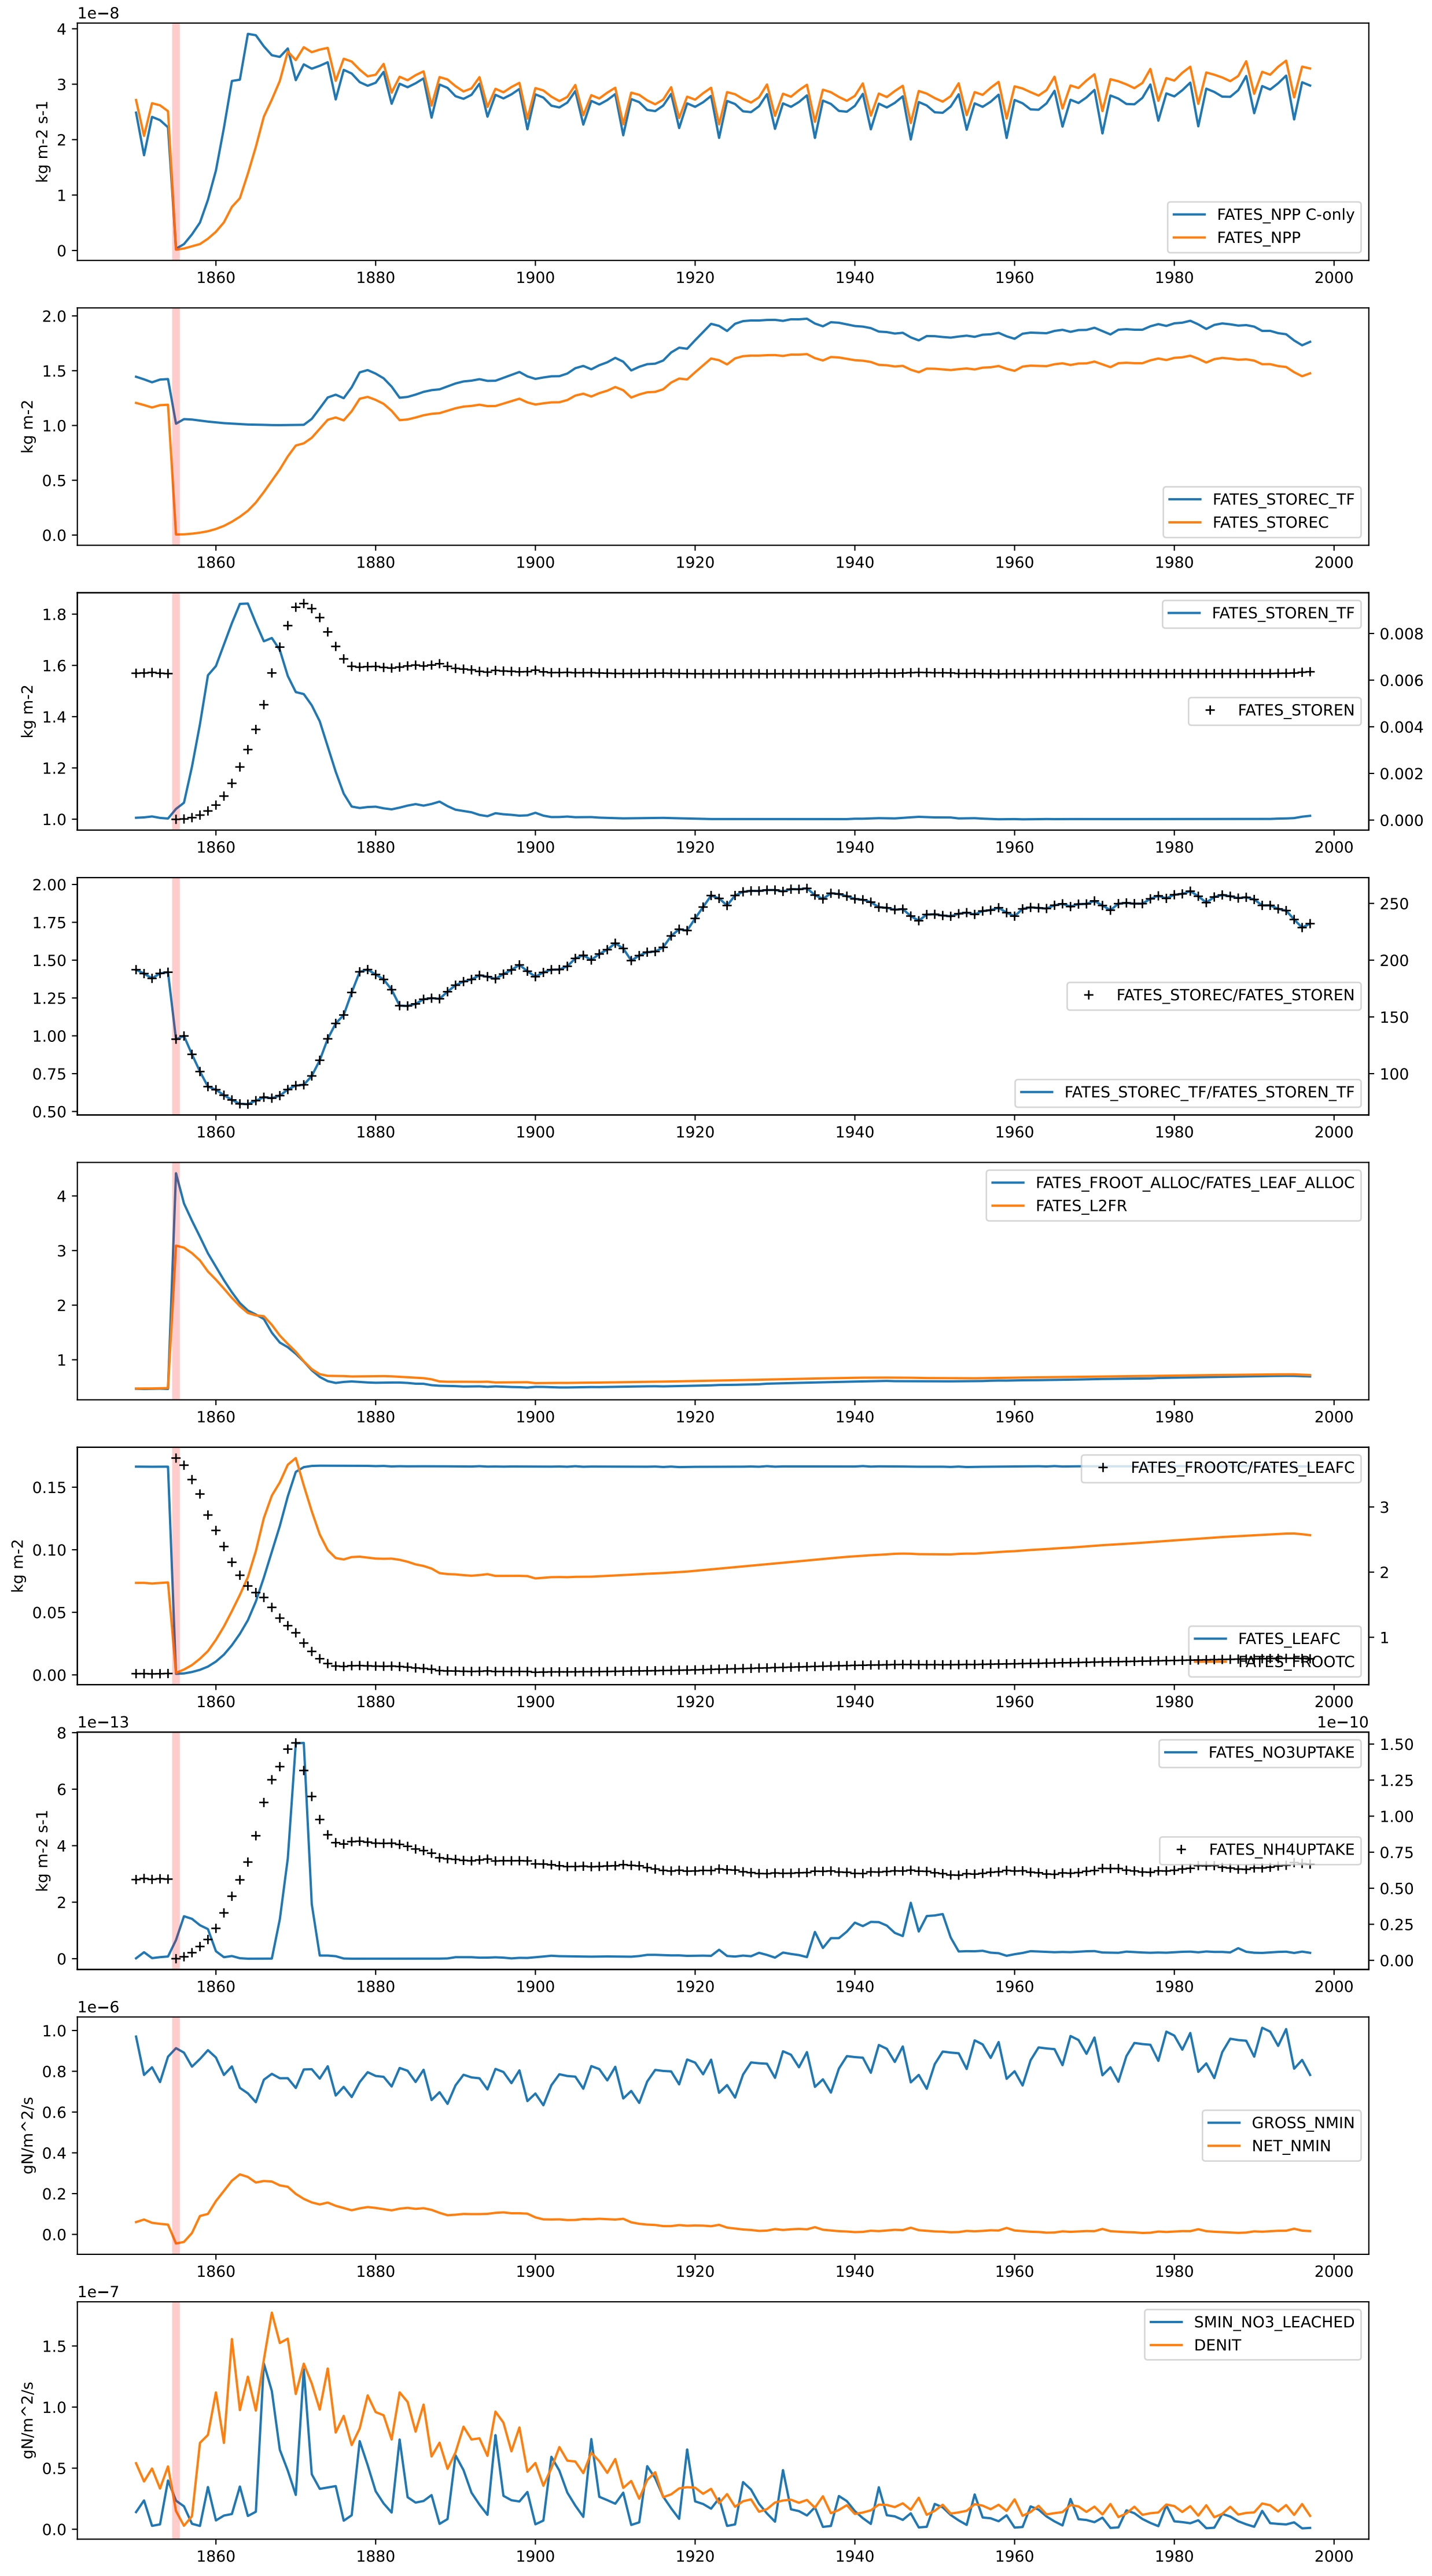 1e−8
4
3
2
1
0
kg m-2 s-1
FATES_NPP C-only
FATES_NPP
1860 1880 1900 1920 1940 1960 1980 2000
2.0
1.5
1.0
0.5
0.0
kg m-2
FATES_STOREC_TF
FATES_STOREC
1860 1880 1900 1920 1940 1960 1980 2000
1.8
1.6
1.4
1.2
1.0
kg m-2
FATES_STOREN_TF
FATES_STOREN
0.008
0.006
0.004
0.002
0.000
1860 1880 1900 1920 1940 1960 1980 2000
2.00
1.75
1.50
1.25
1.00
0.75
0.50
250
200
150
100
FATES_STOREC/FATES_STOREN
FATES_STOREC_TF/FATES_STOREN_TF
1860 1880 1900 1920 1940 1960 1980 2000
4
3
2
1
FATES_FROOT_ALLOC/FATES_LEAF_ALLOC
FATES_L2FR
1860 1880 1900 1920 1940 1960 1980 2000
0.15
0.10
0.05
0.00
kg m-2
FATES_FROOTC/FATES_LEAFC
3
2
1
FATES_LEAFC
FATES_FROOTC
1860 1880 1900 1920 1940 1960 1980 2000
1e−13 1e−10
8
6
4
2
0
kg m-2 s-1
FATES_NO3UPTAKE
FATES_NH4UPTAKE
1.50
1.25
1.00
0.75
0.50
0.25
0.00
1860 1880 1900 1920 1940 1960 1980 2000
1e−6
1.0
0.8
0.6
0.4
0.2
0.0
gN/m^2/s
GROSS_NMIN
NET_NMIN
1860 1880 1900 1920 1940 1960 1980 2000
1e−7
1.5
1.0
0.5
0.0
gN/m^2/s
SMIN_NO3_LEACHED
DENIT
1860 1880 1900 1920 1940 1960 1980 2000